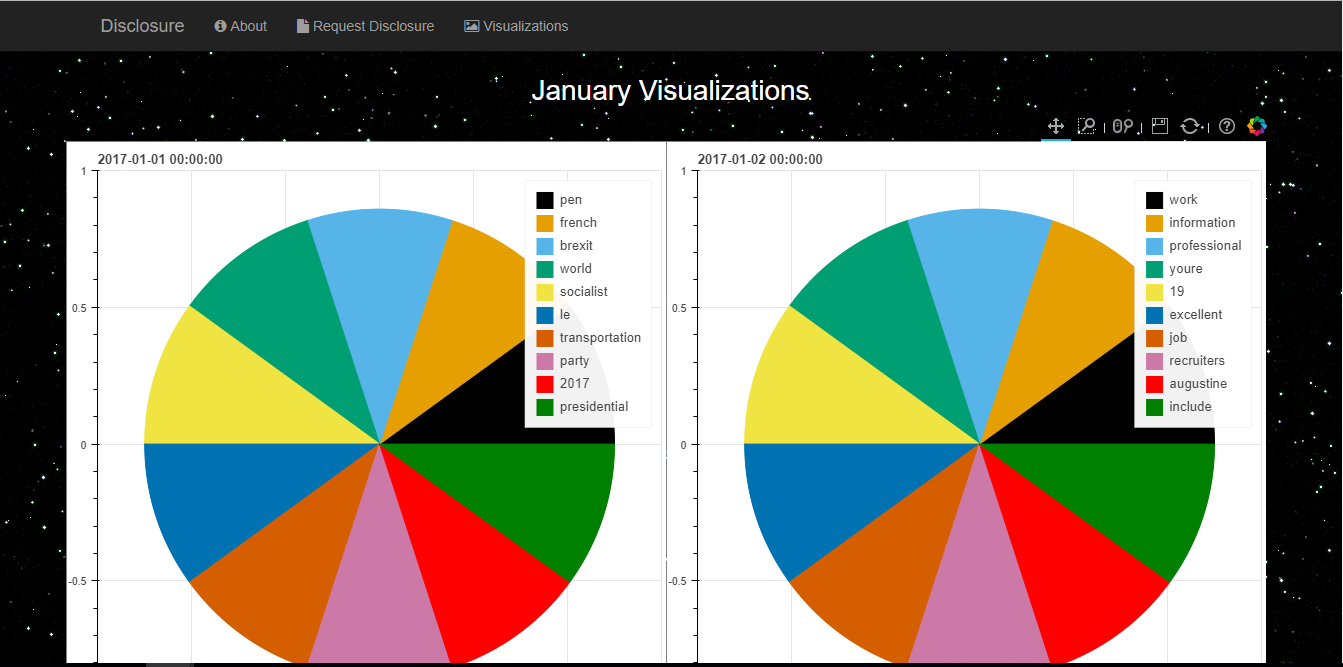 Disclosure About Request Disclosure Visualizations
January Visualizations
2017-01-01 00:00:00
1
0.5
0
-0.5
pen
french
brexit
world
socialist
le
transportation
party
2017
presidential
2017-01-02 00:00:00
1
0.5
0
-0.5
work
information
professional
youre
19
excellent
job
recruiters
augustine
include